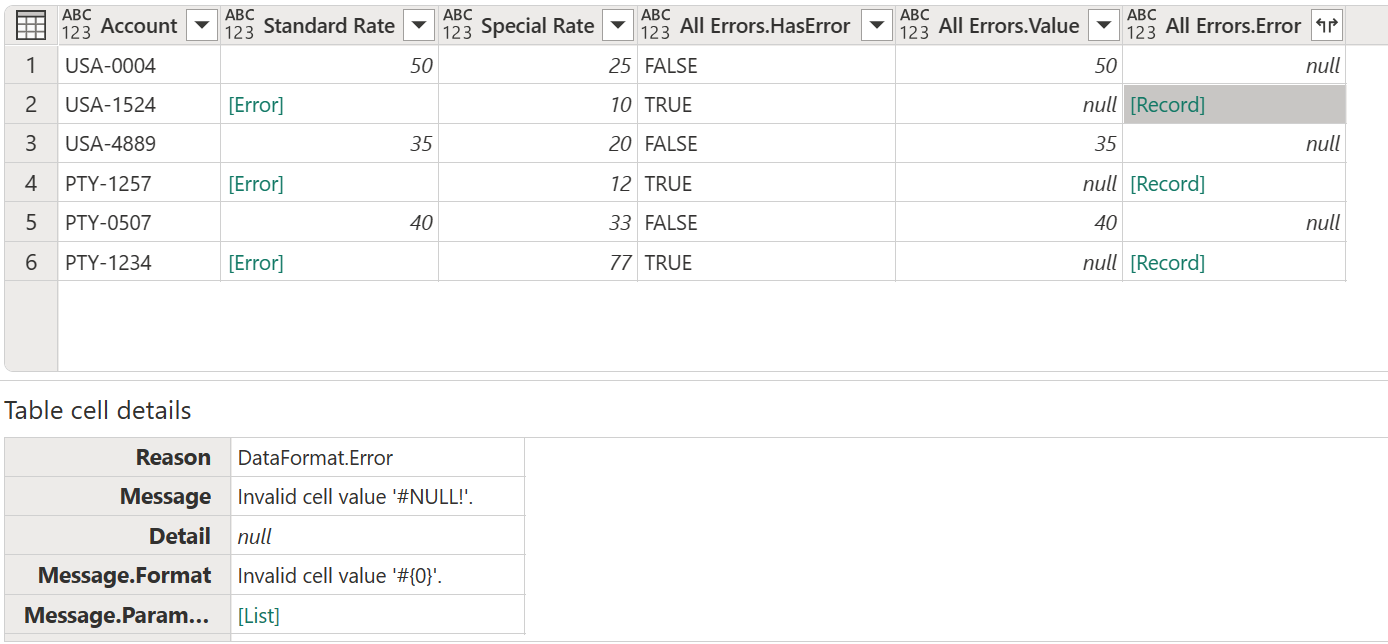 ABC 123 Account ABC 123 Standard Rate ABC 123 Special Rate ABC 123 All Errors.HasError ABC 123 All Errors.Value ABC 123 All Errors.Error
1 USA-0004 50 25 FALSE 50 null
2 USA-1524 [Error] 10 TRUE null [Record]
3 USA-4889 35 20 FALSE 35 null
4 PTY-1257 [Error] 12 TRUE null [Record]
5 PTY-0507 40 33 FALSE 40 null
6 PTY-1234 [Error] 77 TRUE null [Record]
Table cell details
Reason DataFormat.Error
Message Invalid cell value '#NULL!'.
Detail null
Message.Format Invalid cell value '#{0}'.
Message.Param... [List]